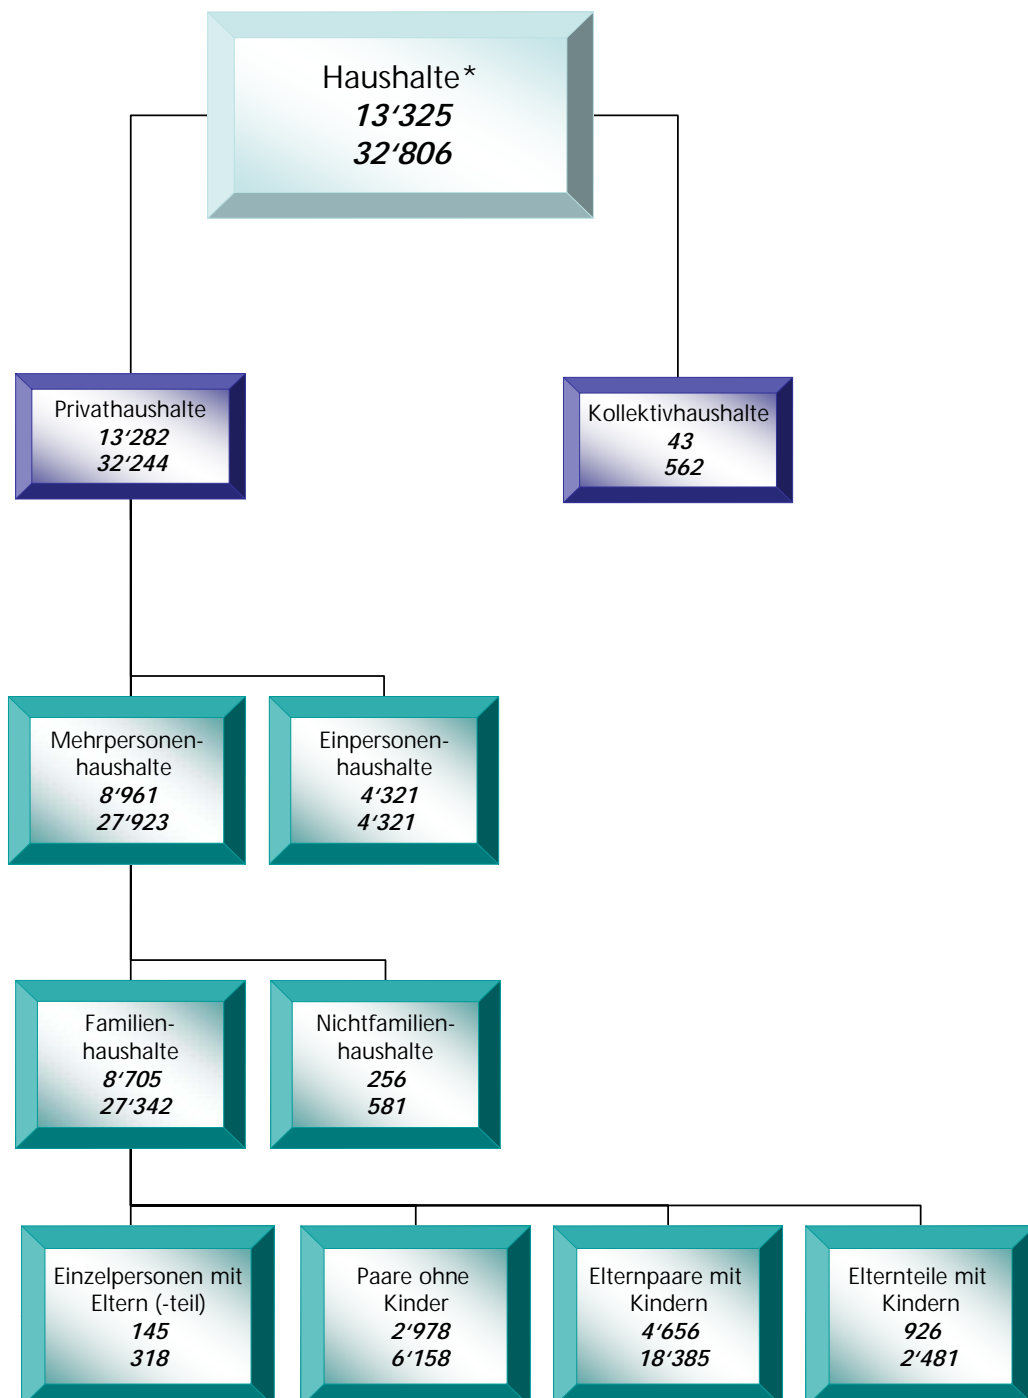 Haushalte*
13‘325
32‘806
Privathaushalte
13‘282
32‘244
Kollektivhaushalte
43
562
Mehrpersonen-
haushalte
8‘961
27‘923
Einpersonen-
haushalte
4‘321
4‘321
Familien-
haushalte
8‘705
27‘342
Nichtfamilien-
haushalte
256
581
Einzelpersonen mit
Eltern (-teil)
145
318
Paare ohne
Kinder
2‘978
6‘158
Elternpaare mit
Kindern
4‘656
18‘385
Elternteile mit
Kindern
926
2‘481